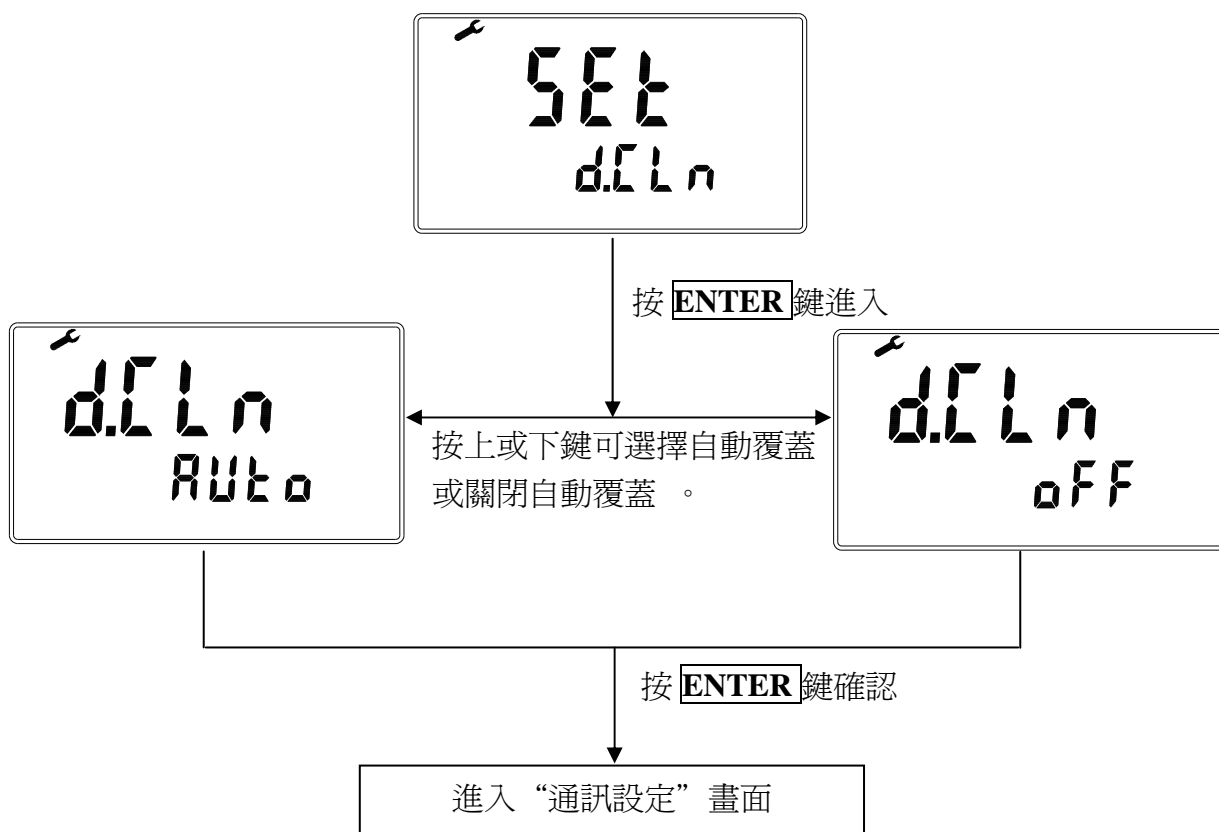 SEt
d.CLn
按 ENTER 鍵進入
d.CLn
AUto
按上或下鍵可選擇自動覆蓋
或關閉自動覆蓋 。
d.CLn
oFF
按 ENTER 鍵確認
進入“通訊設定”畫面